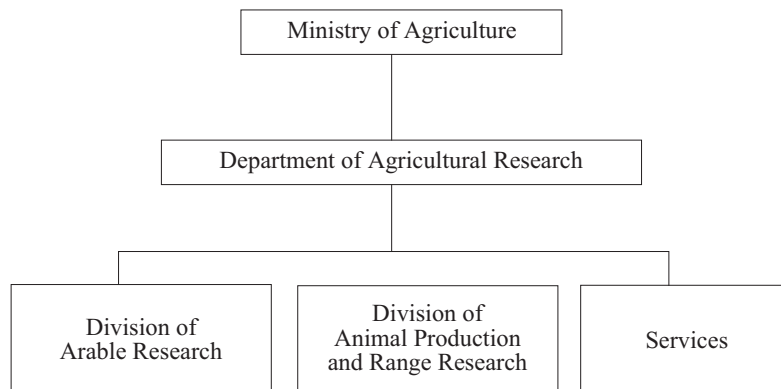 Ministry of Agriculture
Department of Agricultural Research
Division of
Arable Research
Division of
Animal Production
and Range Research
Services